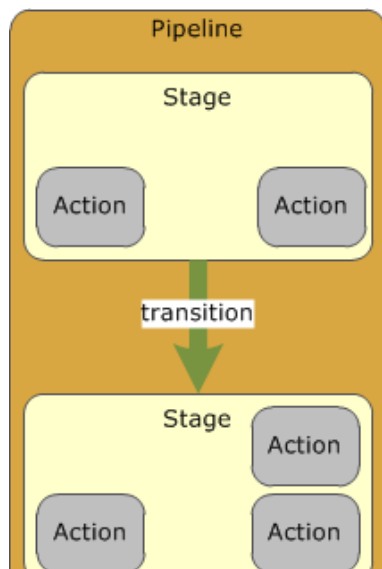 Pipeline
Stage
Action Action
transition
Stage
Action
Action Action